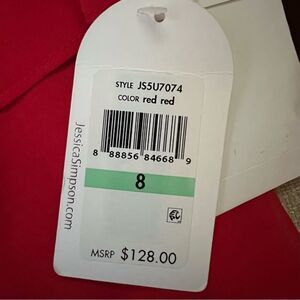 STYLE JS5U7074
COLOR red red
8 88856 84668 9
8
MSRP $128.00
JessicaSimpson.com